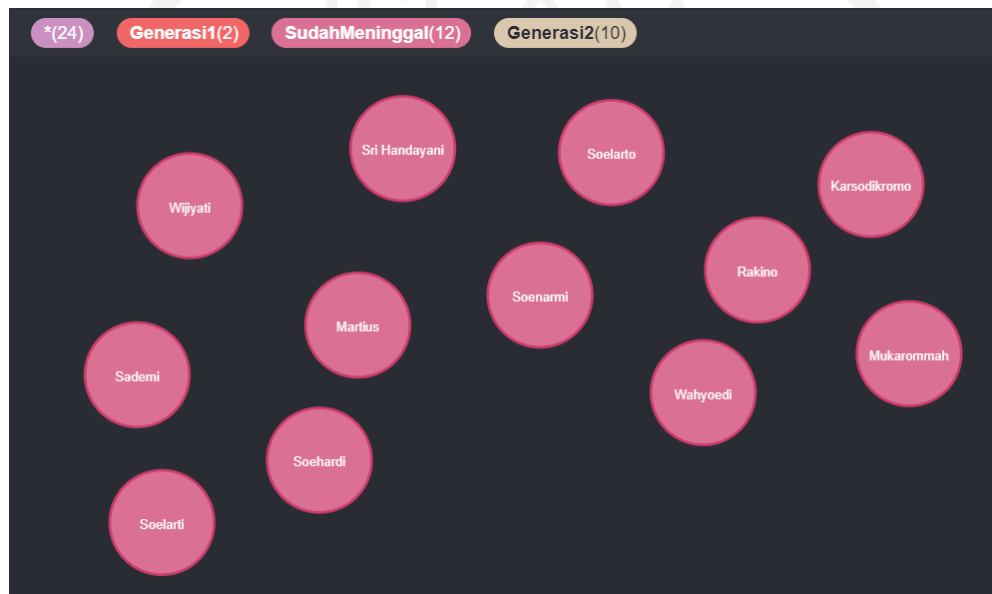 *(24) Generasi1(2) SudahMeninggal(12) Generasi2(10)
Sri Handayani
Soelarto
Karsodikromo
Wijiyati
Rakino
Soenarmi
Martius
Mukarommah
Sademi
Wahyoedi
Soehardi
Soelarti